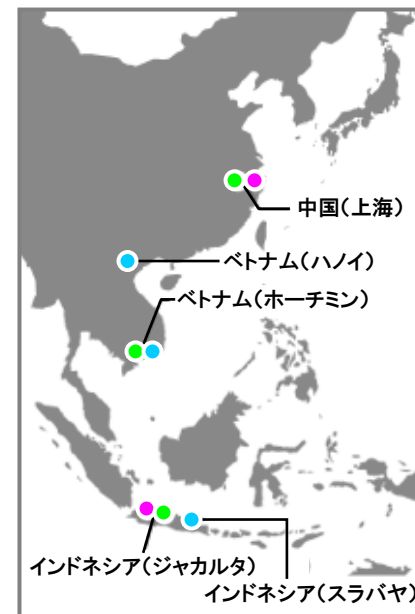 中国(上海)
ベトナム(ハノイ)
ベトナム(ホーチミン)
インドネシア(ジャカルタ)
インドネシア(スラバヤ)